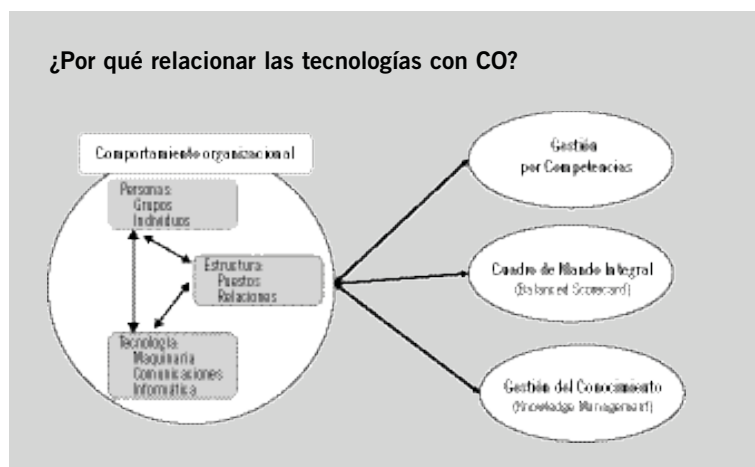 ¿Por qué relacionar las tecnologías con CO?
Comportamiento organizacional
Personas:
Grupos
Individuos
Estructura:
Puestos
Relaciones
Tecnología:
Maquinaria
Comunicaciones
Informática
Gestión
por Competencias
Cuadro de Mando Integral
(Balanced Scorecard)
Gestión del Conocimiento
(Knowledge Management)